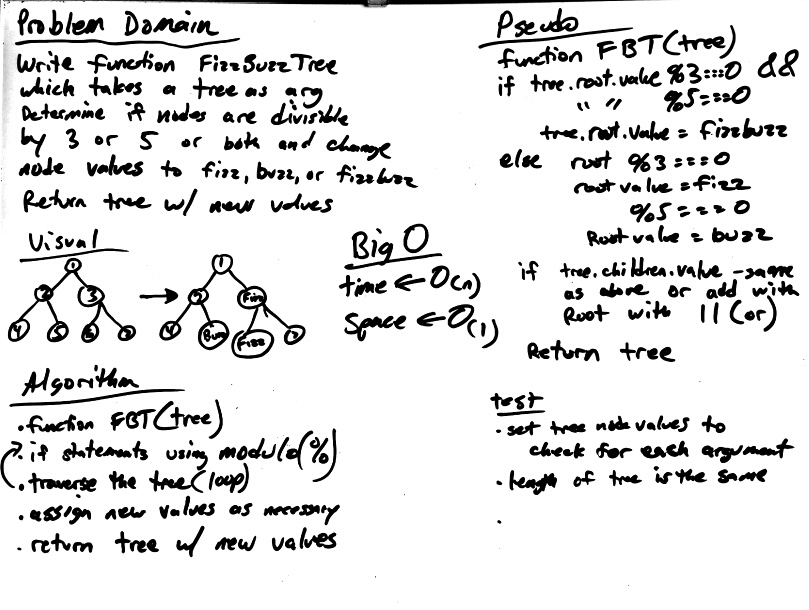 Problem Domain
Write function FizzBuzzTree
which takes a tree as arg
Determine if nodes are divisible
by 3 or 5 or both and change
node values to fizz, buzz, or fizzbuzz
Return tree w/ new values
Visual
1
2
3
4
5
6
7
1
2
Fizz
4
Buzz
Fizz
7
Big O
time ← O(n)
space ← O(1)
Algorithm
• function FBT(tree)
• if statements using modulo(%)
• traverse the tree (loop)
• assign new values as necessary
• return tree w/ new values
Pseudo
function FBT(tree)
if tree.root.value %3===0 &&
" " %5===0
tree.root.value = fizzbuzz
else root %3===0
root value = fizz
%5===0
Root value = buzz
if tree.children.value - same
as above or add with
Root with || (or)
Return tree
test
• set tree node values to
check for each argument
• length of tree is the same
•